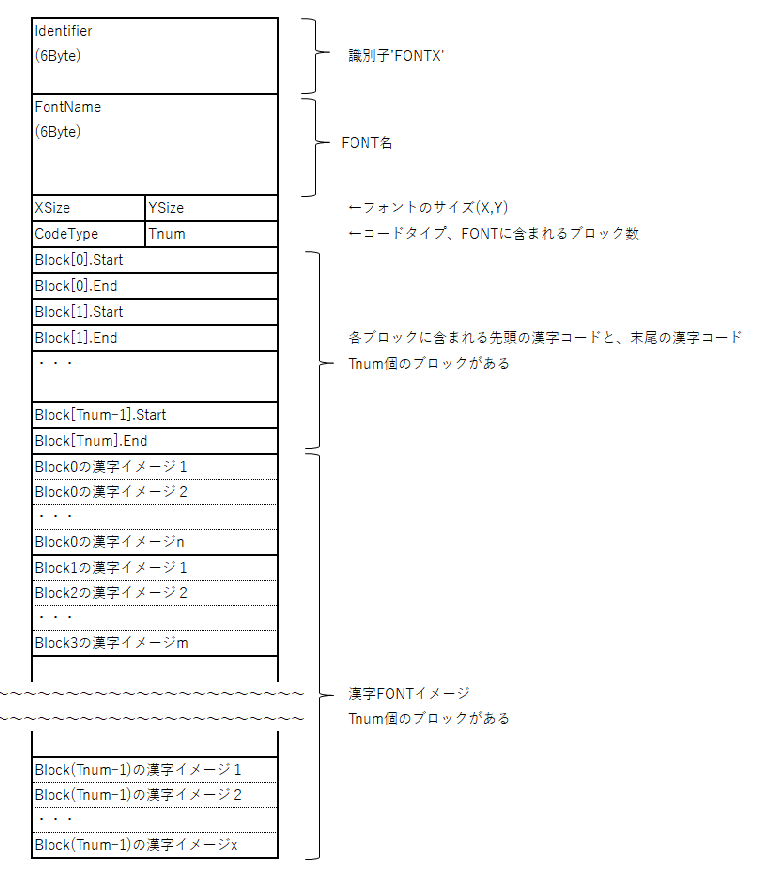 Identifier
(6Byte)
識別子'FONTX'
FontName
(6Byte)
FONT名
XSize YSize ←フォントのサイズ(X,Y)
CodeType Tnum ←コードタイプ、FONTに含まれるブロック数
Block[0].Start
Block[0].End
Block[1].Start
Block[1].End
・・・
Block[Tnum-1].Start
Block[Tnum].End
各ブロックに含まれる先頭の漢字コードと、末尾の漢字コード
Tnum個のブロックがある
Block0の漢字イメージ1
Block0の漢字イメージ2
・・・
Block0の漢字イメージn
Block1の漢字イメージ1
Block2の漢字イメージ2
・・・
Block3の漢字イメージm
~~~~~~~~~~~~~~~~~~~~~~
~~~~~~~~~~~~~~~~~~~~~~
漢字FONTイメージ
Tnum個のブロックがある
Block(Tnum-1)の漢字イメージ1
Block(Tnum-1)の漢字イメージ2
・・・
Block(Tnum-1)の漢字イメージx